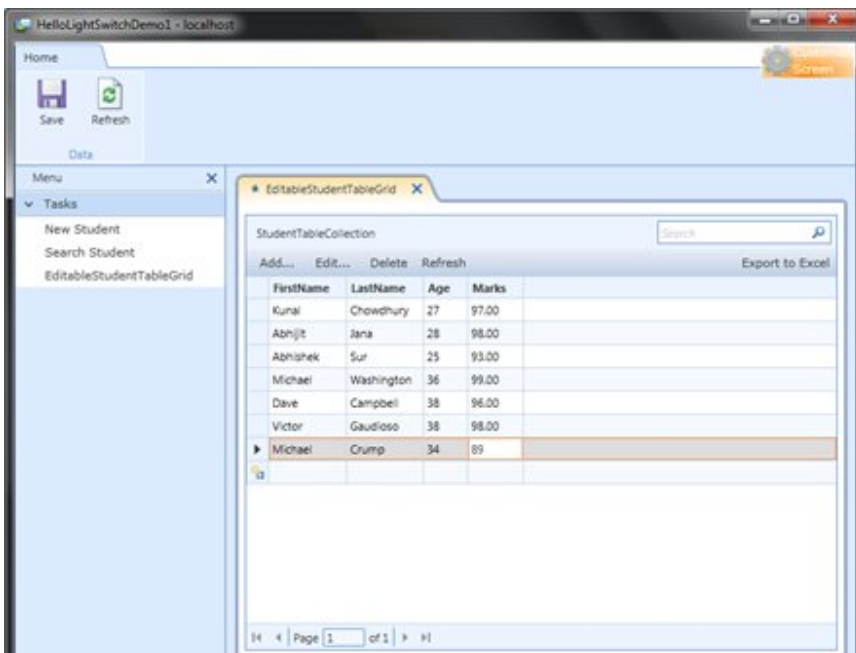 HelloLightSwitchDemo1 - localhost
Home
Screen
Save Refresh
Data
Menu
Tasks
New Student
Search Student
EditableStudentTableGrid
EditableStudentTableGrid
StudentTableCollection
Search
Add... Edit... Delete Refresh Export to Excel
FirstName LastName Age Marks
Kunal Chowdhury 27 97.00
Abhijit Jana 28 98.00
Abhishek Sur 25 93.00
Michael Washington 36 99.00
Dave Campbell 38 96.00
Victor Gaudioso 38 98.00
Michael Crump 34 89
Page 1 of 1